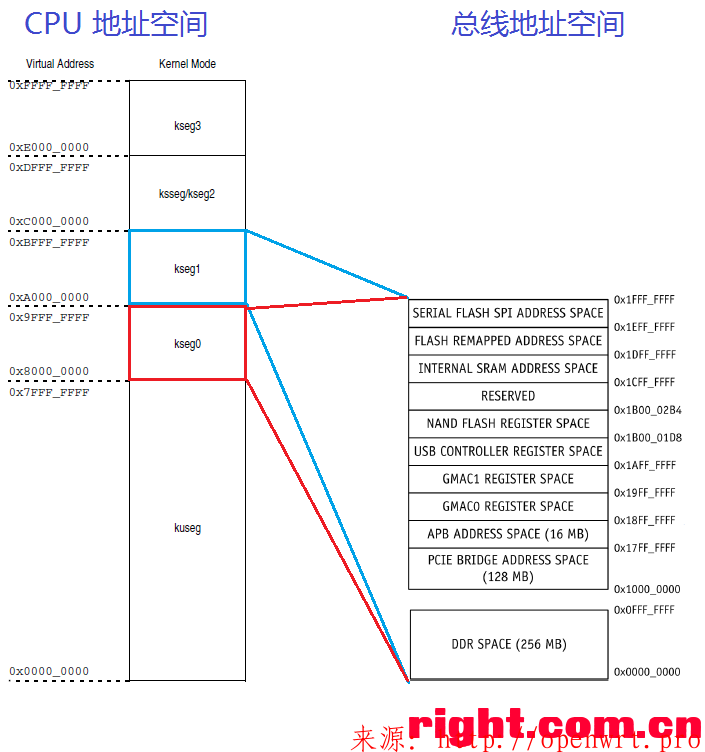 CPU 地址空间
总线地址空间
Virtual Address
Kernel Mode
0xFFFF_FFFF
kseg3
0xE000_0000
0xDFFF_FFFF
ksseg/kseg2
0xC000_0000
0xBFFF_FFFF
kseg1
0xA000_0000
0x9FFF_FFFF
kseg0
0x8000_0000
0x7FFF_FFFF
kuseg
0x0000_0000
0x1FFF_FFFF
SERIAL FLASH SPI ADDRESS SPACE
0x1EFF_FFFF
FLASH REMAPPED ADDRESS SPACE
0x1DFF_FFFF
INTERNAL SRAM ADDRESS SPACE
0x1CFF_FFFF
RESERVED
0x1B00_02B4
NAND FLASH REGISTER SPACE
0x1B00_01D8
USB CONTROLLER REGISTER SPACE
0x1AFF_FFFF
GMAC1 REGISTER SPACE
0x19FF_FFFF
GMAC0 REGISTER SPACE
0x18FF_FFFF
APB ADDRESS SPACE (16 MB)
0x17FF_FFFF
PCIE BRIDGE ADDRESS SPACE
(128 MB)
0x1000_0000
0x0FFF_FFFF
DDR SPACE (256 MB)
0x0000_0000
right.com.cn
来源: http://openwrt.pro